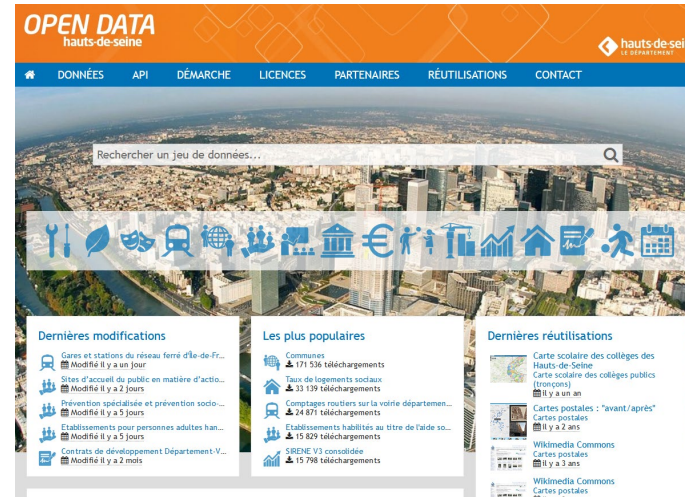 OPEN DATA
hauts-de-seine
hauts-de-sei
LE DÉPARTEMENT
DONNÉES API DÉMARCHE LICENCES PARTENAIRES RÉUTILISATIONS CONTACT
Rechercher un jeu de données...
Dernières modifications
Gares et stations du réseau ferré d'Île-de-Fr...
Modifié il y a un jour
Sites d'accueil du public en matière d'actio...
Modifié il y a 2 jours
Prévention spécialisée et prévention socio-...
Modifié il y a 5 jours
Etablissements pour personnes adultes han...
Modifié il y a 5 jours
Contrats de développement Département-V...
Modifié il y a 2 mois
Les plus populaires
Communes
171 536 téléchargements
Taux de logements sociaux
33 139 téléchargements
Comptages routiers sur la voirie départemen...
24 871 téléchargements
Etablissements habilités au titre de l'aide so...
15 829 téléchargements
SIRENE V3 consolidée
15 798 téléchargements
Dernières réutilisations
Carte scolaire des collèges des
Hauts-de-Seine
Carte scolaire des collèges publics
(tronçons)
il y a un an
Cartes postales : "avant/après"
Cartes postales
il y a 2 ans
Wikimedia Commons
Cartes postales
il y a 3 ans
Wikimedia Commons
Cartes postales